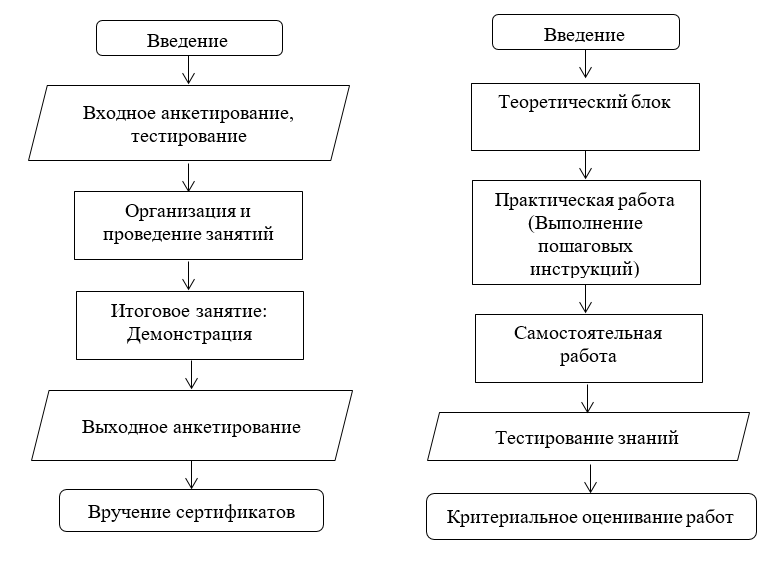 Введение
Входное анкетирование,
тестирование
Организация и
проведение занятий
Итоговое занятие:
Демонстрация
Выходное анкетирование
Вручение сертификатов
Введение
Теоретический блок
Практическая работа
(Выполнение
пошаговых
инструкций)
Самостоятельная
работа
Тестирование знаний
Критериальное оценивание работ